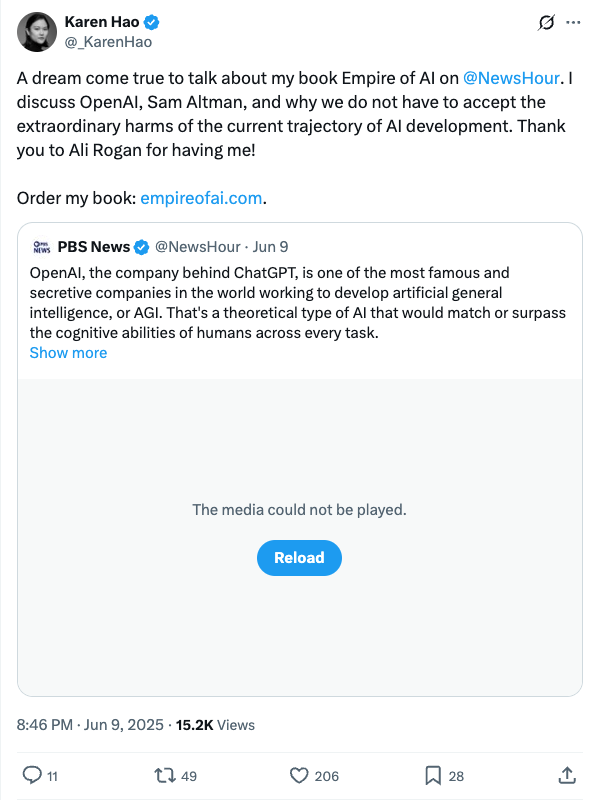 Karen Hao
@_KarenHao
A dream come true to talk about my book Empire of AI on @NewsHour. I
discuss OpenAI, Sam Altman, and why we do not have to accept the
extraordinary harms of the current trajectory of AI development. Thank
you to Ali Rogan for having me!
Order my book: empireofai.com.
PBS NEWS
PBS News @NewsHour · Jun 9
OpenAI, the company behind ChatGPT, is one of the most famous and
secretive companies in the world working to develop artificial general
intelligence, or AGI. That's a theoretical type of AI that would match or surpass
the cognitive abilities of humans across every task.
Show more
The media could not be played.
Reload
8:46 PM · Jun 9, 2025 · 15.2K Views
11 49 206 28